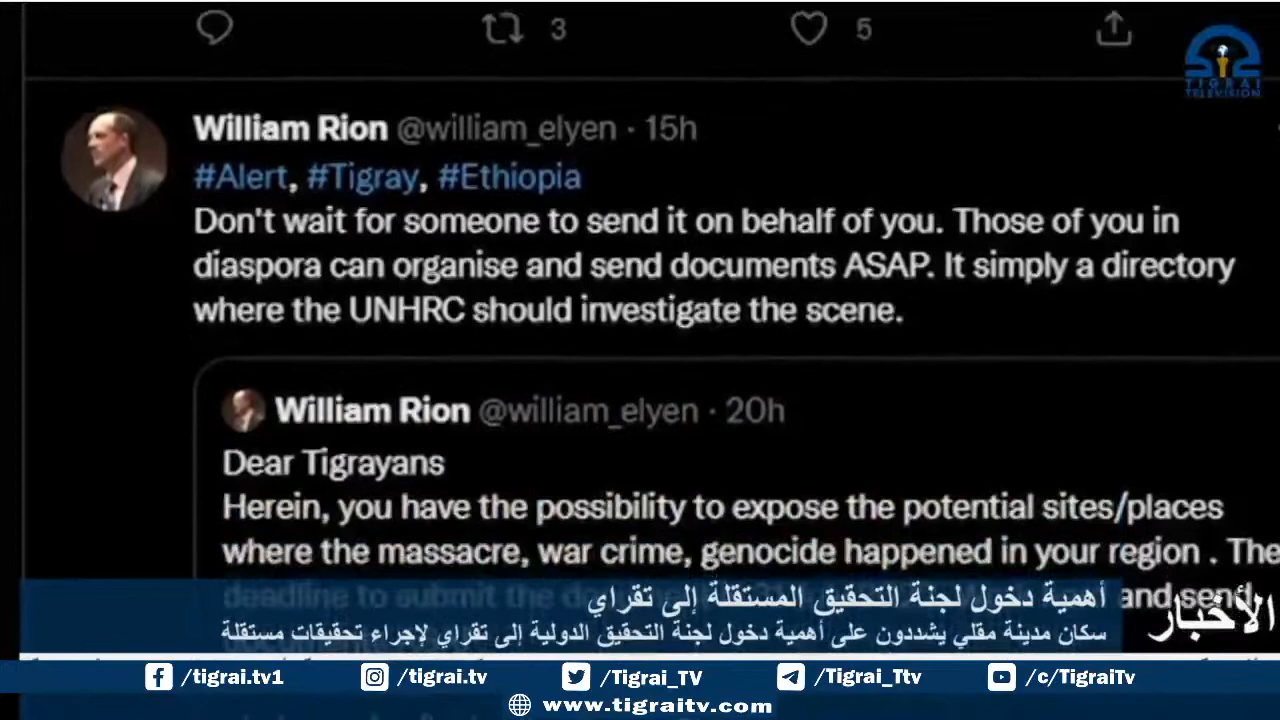 3 5
TIGRAI
TELEVISION
William Rion @william_elyen · 15h
#Alert, #Tigray, #Ethiopia
Don't wait for someone to send it on behalf of you. Those of you in
diaspora can organise and send documents ASAP. It simply a directory
where the UNHRC should investigate the scene.
William Rion @william_elyen · 20h
Dear Tigrayans
Herein, you have the possibility to expose the potential sites/places
where the massacre, war crime, genocide happened in your region . The
deadline to submit the and send
أهمية دخول لجنة التحقيق المستقلة إلى تقراي
الأخبار
سكان مدينة مقلي يشددون على أهمية دخول لجنة التحقيق الدولية إلى تقراي لإجراء تحقيقات مستقلة
/tigrai.tv1 /tigrai.tv /Tigrai_TV /Tigrai_Ttv /c/TigraiTv
www.tigraitv.com